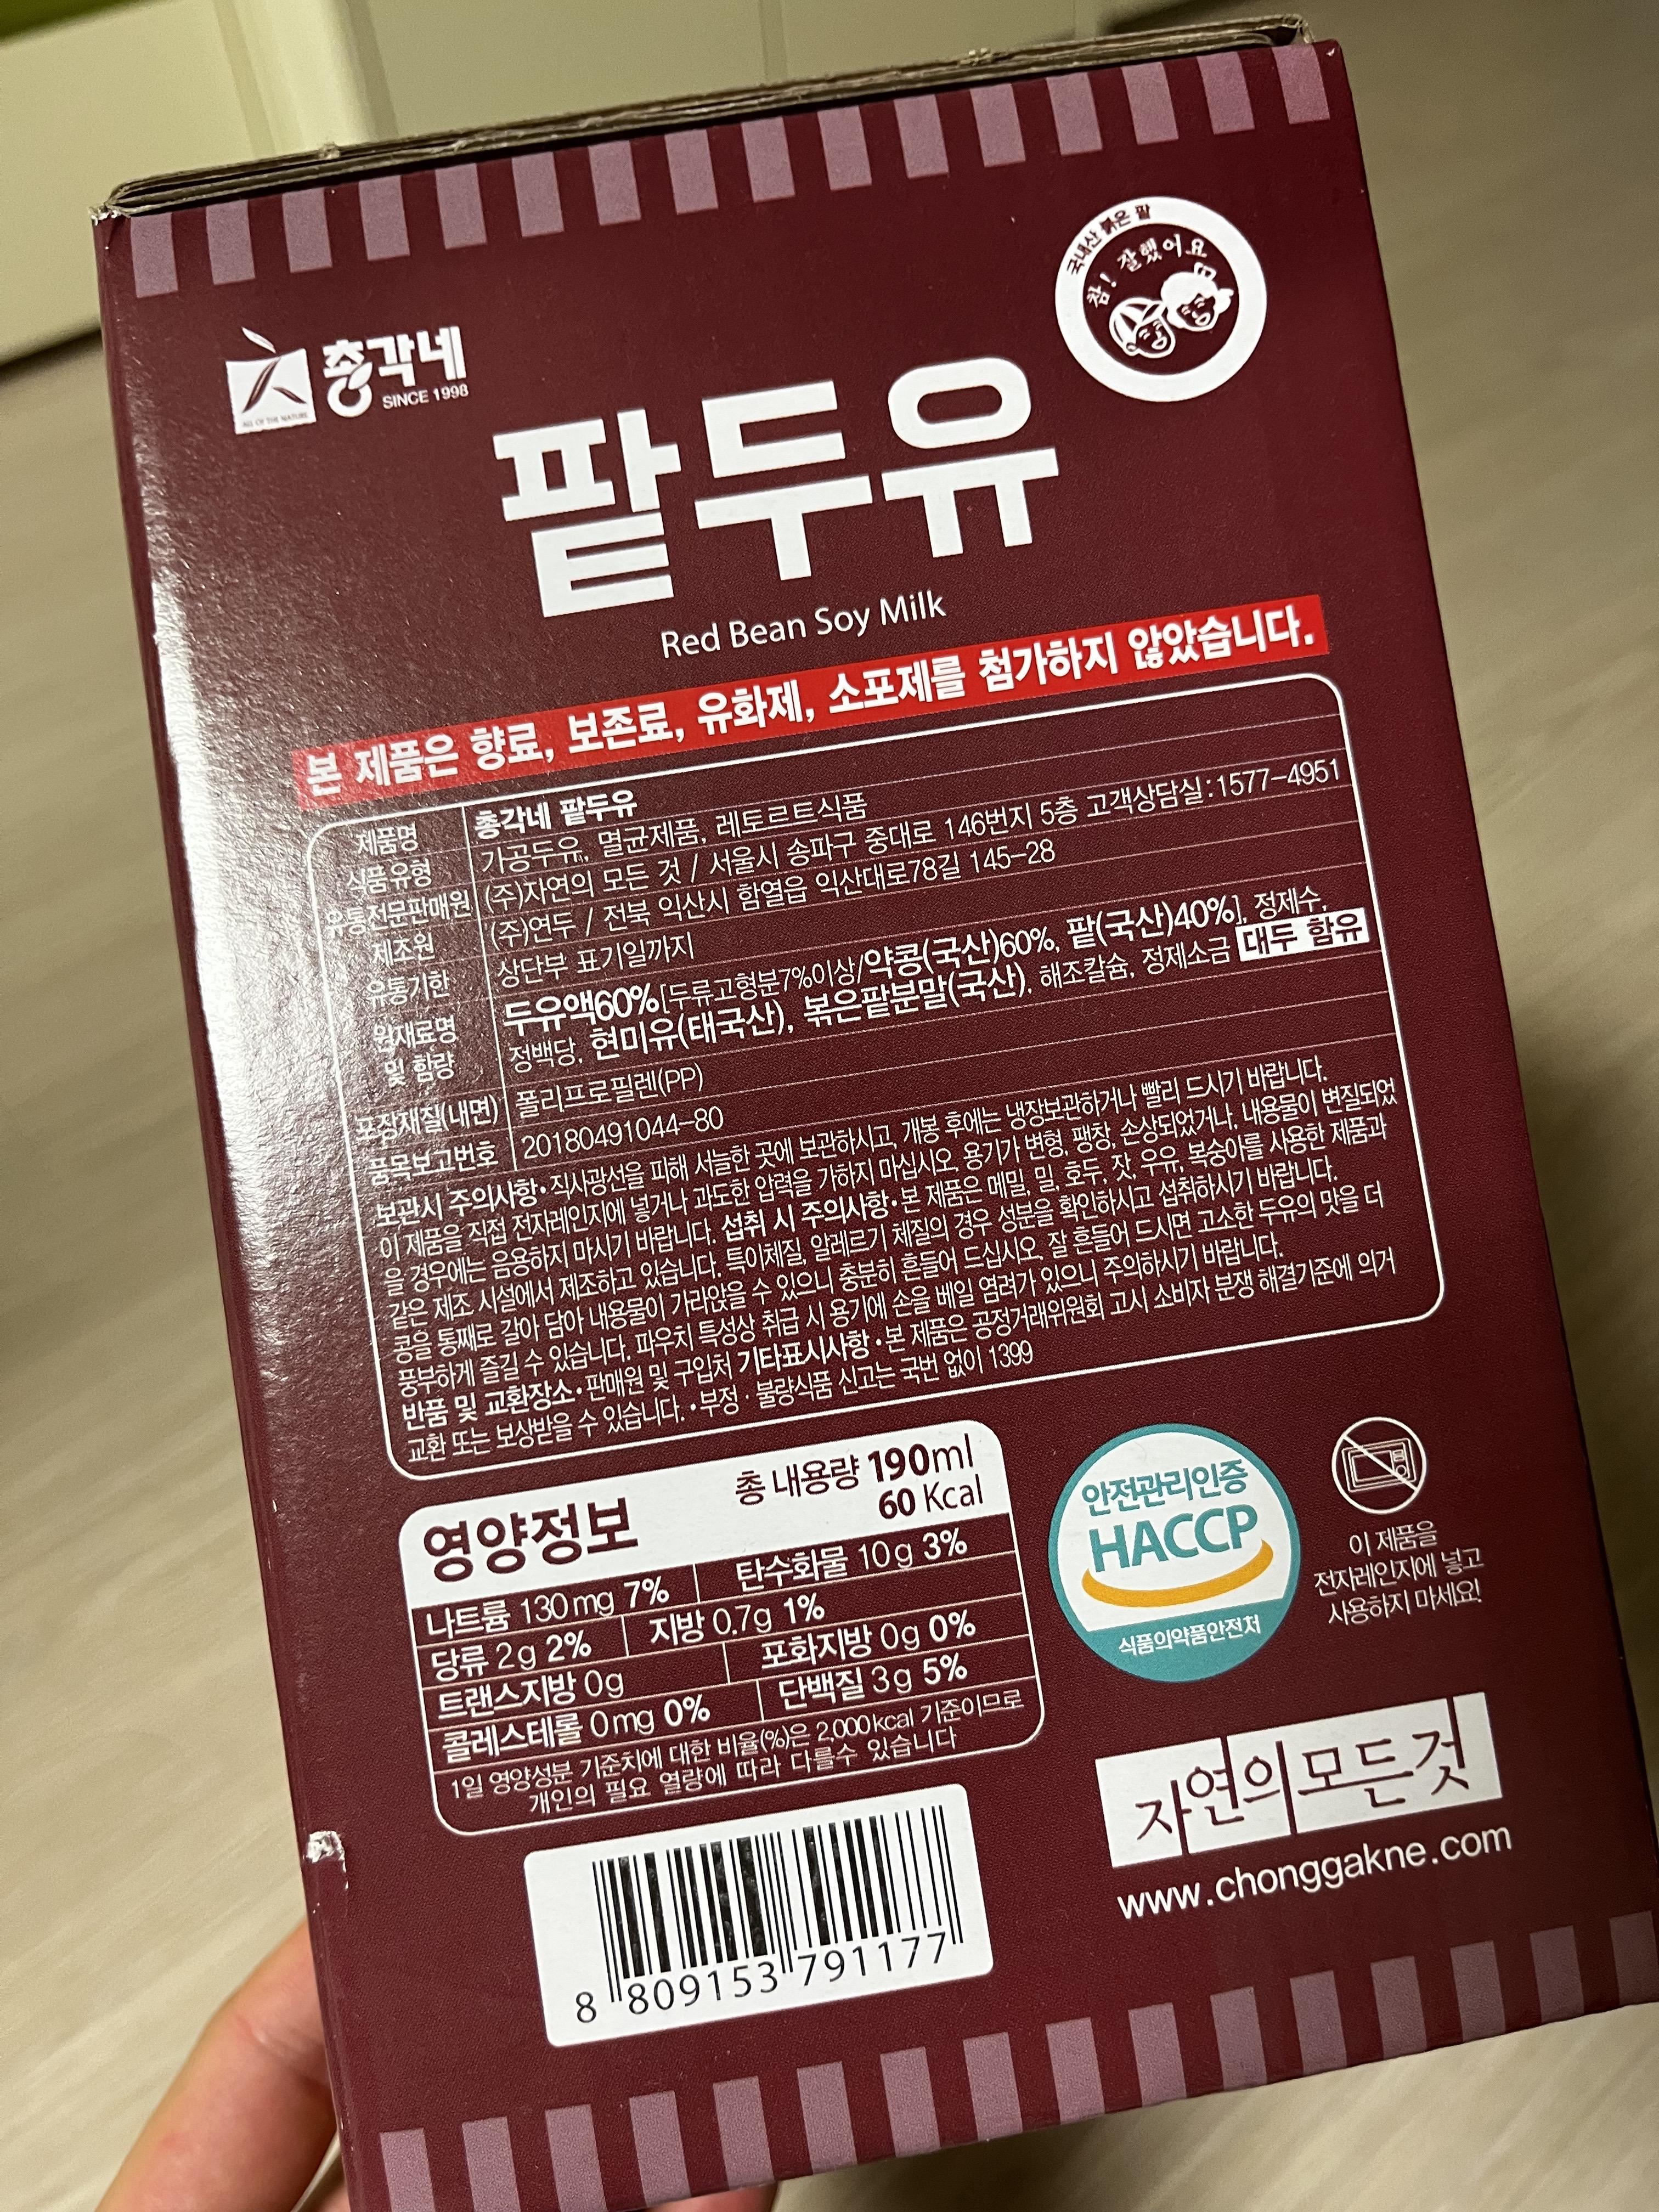 총각네
SINCE 1998
ALL OF THE NATURE
국내산 붉은 팥
참! 잘했어요
팥두유
Red Bean Soy Milk
본 제품은 향료, 보존료, 유화제, 소포제를 첨가하지 않았습니다.
제품명 총각네 팥두유
식품유형 가공두유, 멸균제품, 레토르트식품
유통전문판매원 (주)자연의 모든 것 / 서울시 송파구 중대로 146번지 5층 고객상담실:1577-4951
제조원 (주)연두 / 전북 익산시 함열읍 익산대로78길 145-28
유통기한 상단부 표기일까지
원재료명 및 함량 두유액60%[두류고형분7%이상/약콩(국산)60%, 팥(국산)40%], 정제수,
정백당, 현미유(태국산), 볶은팥분말(국산), 해조칼슘, 정제소금 대두 함유
포장재질(내면) 폴리프로필렌(PP)
품목보고번호 20180491044-80
보관시 주의사항•직사광선을 피해 서늘한 곳에 보관하시고, 개봉 후에는 냉장보관하거나 빨리 드시기 바랍니다.
이 제품을 직접 전자레인지에 넣거나 과도한 압력을 가하지 마십시오. 용기가 변형, 팽창, 손상되었거나, 내용물이 변질되었
을 경우에는 음용하지 마시기 바랍니다. 섭취 시 주의사항•본 제품은 메밀, 밀, 호두, 잣, 우유, 복숭아를 사용한 제품과
같은 제조 시설에서 제조하고 있습니다. 특이체질, 알레르기 체질의 경우 성분을 확인하시고 섭취하시기 바랍니다.
콩을 통째로 갈아 담아 내용물이 가라앉을 수 있으니 충분히 흔들어 드십시오. 잘 흔들어 드시면 고소한 두유의 맛을 더
풍부하게 즐길 수 있습니다. 파우치 특성상 취급 시 용기에 손을 베일 염려가 있으니 주의하시기 바랍니다.
반품 및 교환장소•판매원 및 구입처 기타표시사항•본 제품은 공정거래위원회 고시 소비자 분쟁 해결기준에 의거
교환 또는 보상받을 수 있습니다. •부정·불량식품 신고는 국번 없이 1399
영양정보
총 내용량 190ml
60 Kcal
나트륨 130mg 7% 탄수화물 10g 3%
당류 2g 2% 지방 0.7g 1%
트랜스지방 0g 포화지방 0g 0%
콜레스테롤 0mg 0% 단백질 3g 5%
1일 영양성분 기준치에 대한 비율(%)은 2,000kcal 기준이므로
개인의 필요 열량에 따라 다를수 있습니다
안전관리인증
HACCP
식품의약품안전처
이 제품을
전자레인지에 넣고
사용하지 마세요!
자연의모든것
www.chonggakne.com
8 809153 791177